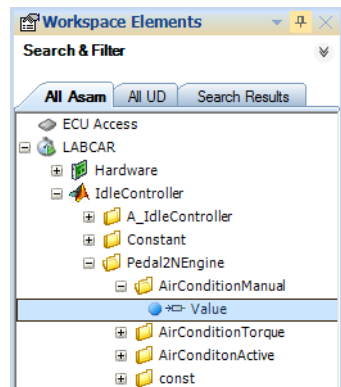 Workspace Elements
Search & Filter
All Asam All UD Search Results
ECU Access
LABCAR
Hardware
IdleController
A_IdleController
Constant
Pedal2NEngine
AirConditionManual
Value
AirConditionTorque
AirConditonActive
const